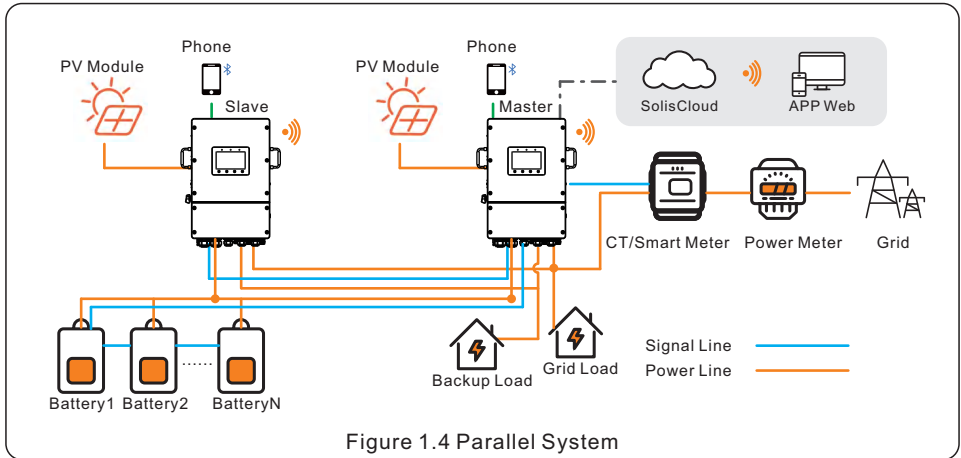 Phone
Phone
PV Module
PV Module
Slave
Master
SolisCloud
APP Web
CT/Smart Meter
Power Meter
Grid
Signal Line
Power Line
Backup Load
Grid Load
Battery1
Battery2
......
BatteryN
Figure 1.4 Parallel System